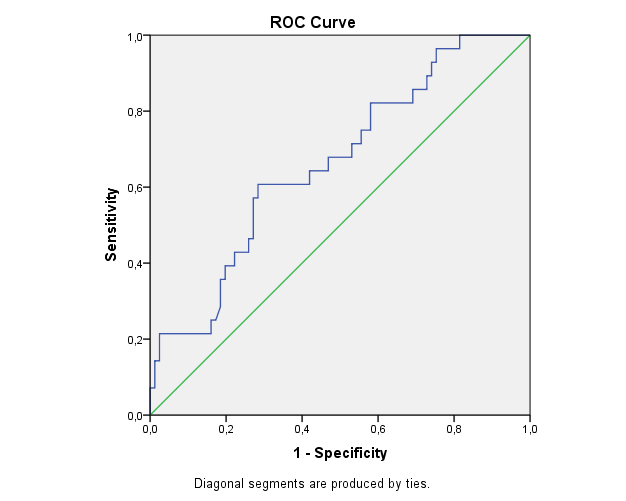 ROC Curve
1,0
0,8
0,6
0,4
0,2
0,0
Sensitivity
0,0 0,2 0,4 0,6 0,8 1,0
1 - Specificity
Diagonal segments are produced by ties.